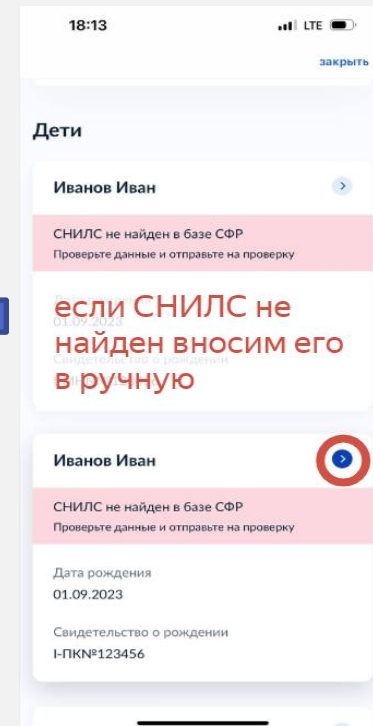 18:13
LTE
закрыть
Дети
Иванов Иван
СНИЛС не найден в базе СФР
Проверьте данные и отправьте на проверку
если СНИЛС не
01.09.2023
найден вносим его
Свидетельство о рождении
в ручную
Иванов Иван
СНИЛС не найден в базе СФР
Проверьте данные и отправьте на проверку
Дата рождения
01.09.2023
Свидетельство о рождении
I-ПК№123456